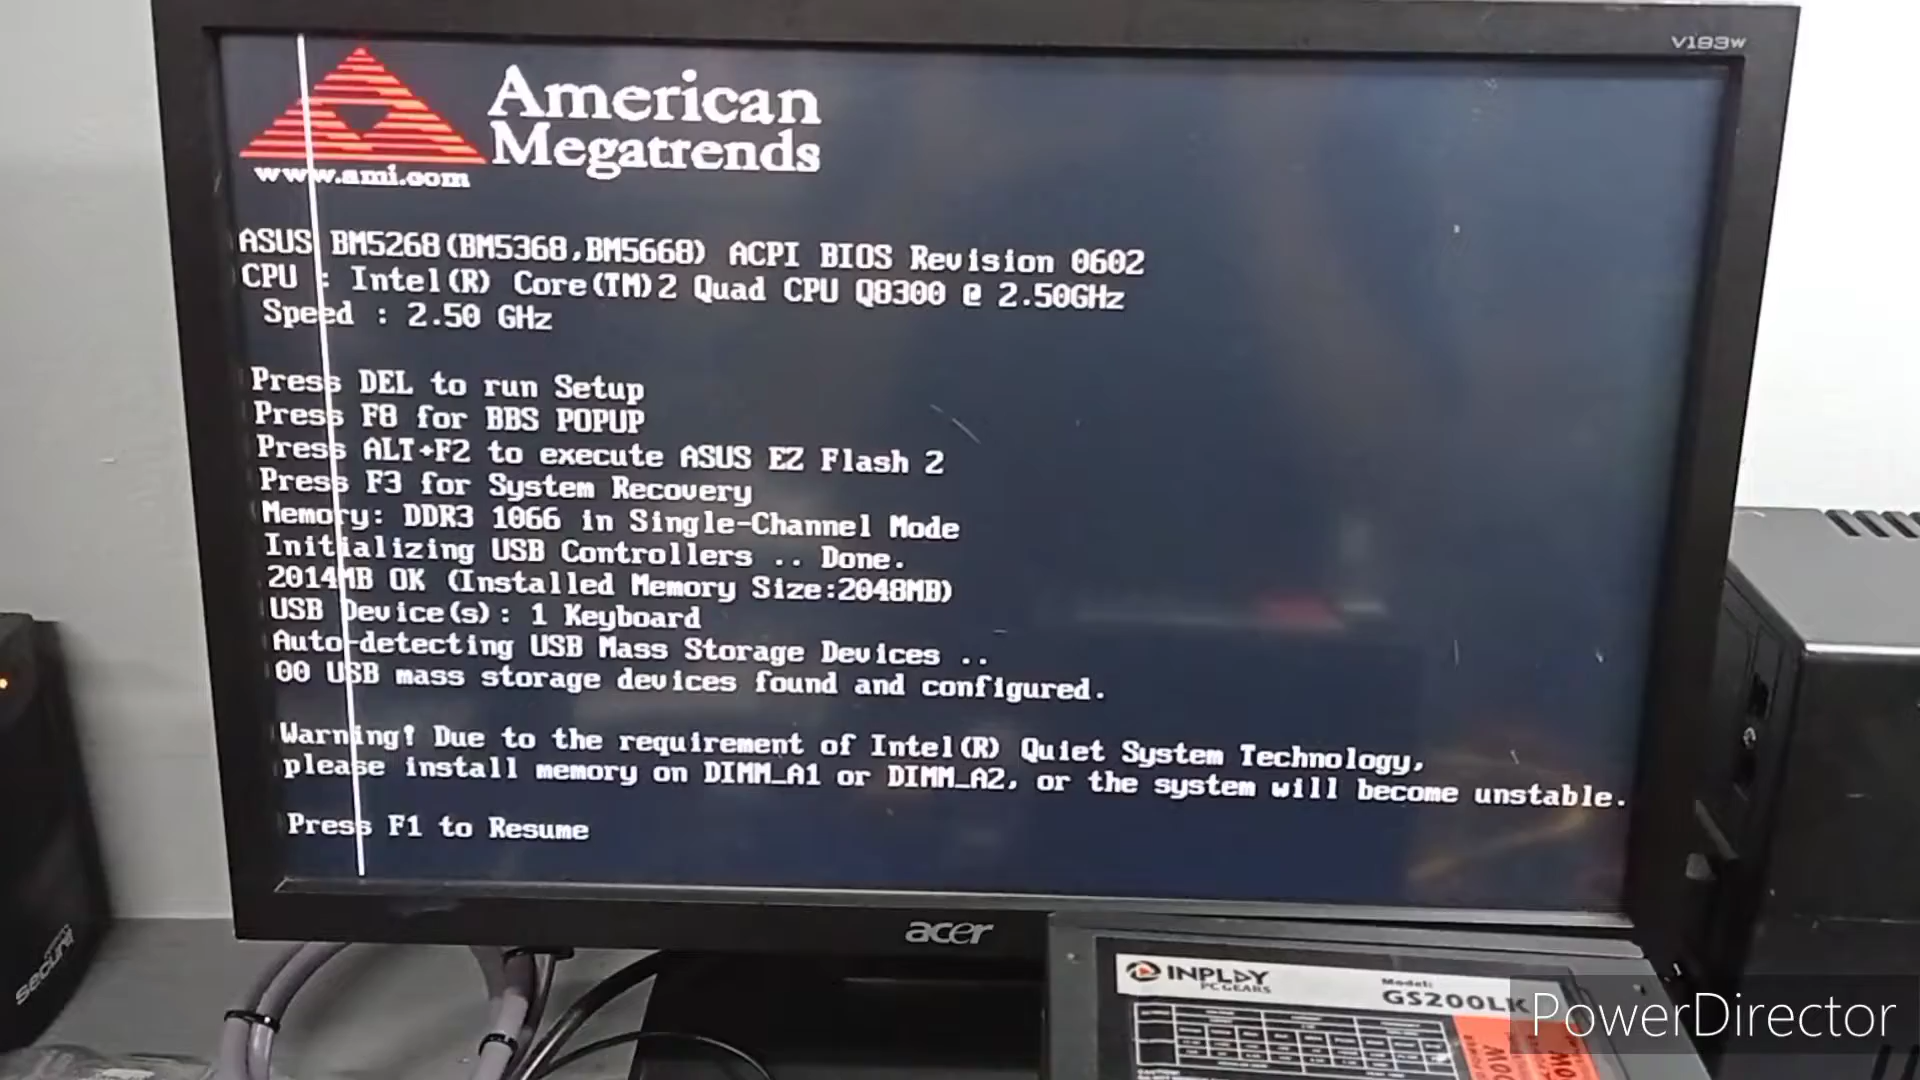 V193W
American
Megatrends
www.ami.com
ASUS BM5268(BM5368,BM5668) ACPI BIOS Revision 0602
CPU : Intel(R) Core(TM)2 Quad CPU Q8300 @ 2.50GHz
Speed : 2.50 GHz
Press DEL to run Setup
Press F8 for BBS POPUP
Press ALT+F2 to execute ASUS EZ Flash 2
Press F3 for System Recovery
Memory: DDR3 1066 in Single-Channel Mode
Initializing USB Controllers .. Done.
2014MB OK (Installed Memory Size:2048MB)
USB Device(s): 1 Keyboard
Auto-detecting USB Mass Storage Devices ..
00 USB mass storage devices found and configured.
Warning! Due to the requirement of Intel(R) Quiet System Technology,
please install memory on DIMM_A1 or DIMM_A2, or the system will become unstable.
Press F1 to Resume
acer
secure
INPLAY
PC GEARS
Model:
GS200LK
PowerDirector